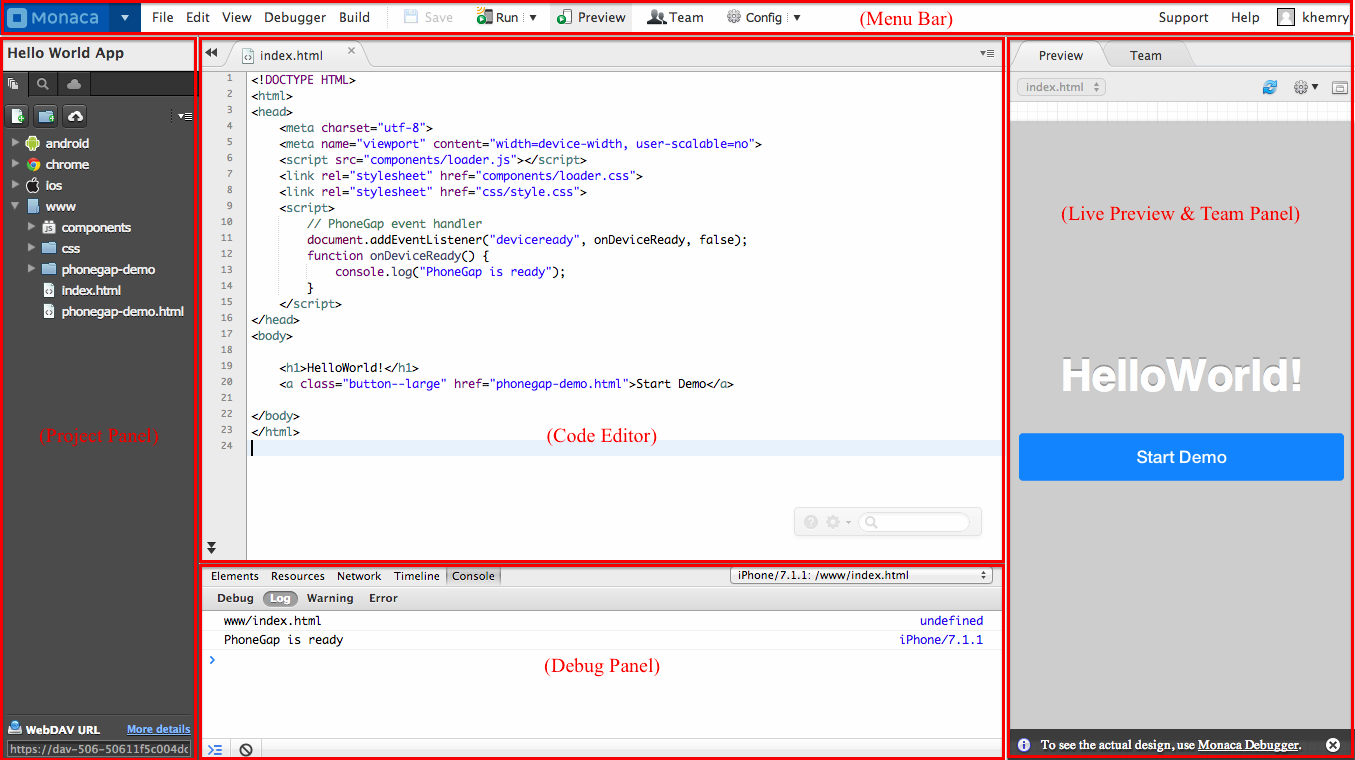 Monaca File Edit View Debugger Build Save Run Preview Team Config (Menu Bar) Support Help khemry
Hello World App
android
chrome
ios
www
JS components
css
phonegap-demo
index.html
phonegap-demo.html
(Project Panel)
WebDAV URL More details
https://dav-506-50611f5c004dc
index.html
1 <!DOCTYPE HTML>
2 <html>
3 <head>
4 <meta charset="utf-8">
5 <meta name="viewport" content="width=device-width, user-scalable=no">
6 <script src="components/loader.js"></script>
7 <link rel="stylesheet" href="components/loader.css">
8 <link rel="stylesheet" href="css/style.css">
9 <script>
10 // PhoneGap event handler
11 document.addEventListener("deviceready", onDeviceReady, false);
12 function onDeviceReady() {
13 console.log("PhoneGap is ready");
14 }
15 </script>
16 </head>
17 <body>
18
19 <h1>HelloWorld!</h1>
20 <a class="button--large" href="phonegap-demo.html">Start Demo</a>
21
22 </body>
23 </html>
24
(Code Editor)
Elements Resources Network Timeline Console iPhone/7.1.1: /www/index.html
Debug Log Warning Error
www/index.html undefined
PhoneGap is ready iPhone/7.1.1
(Debug Panel)
Preview Team
index.html
(Live Preview & Team Panel)
HelloWorld!
Start Demo
To see the actual design, use Monaca Debugger.